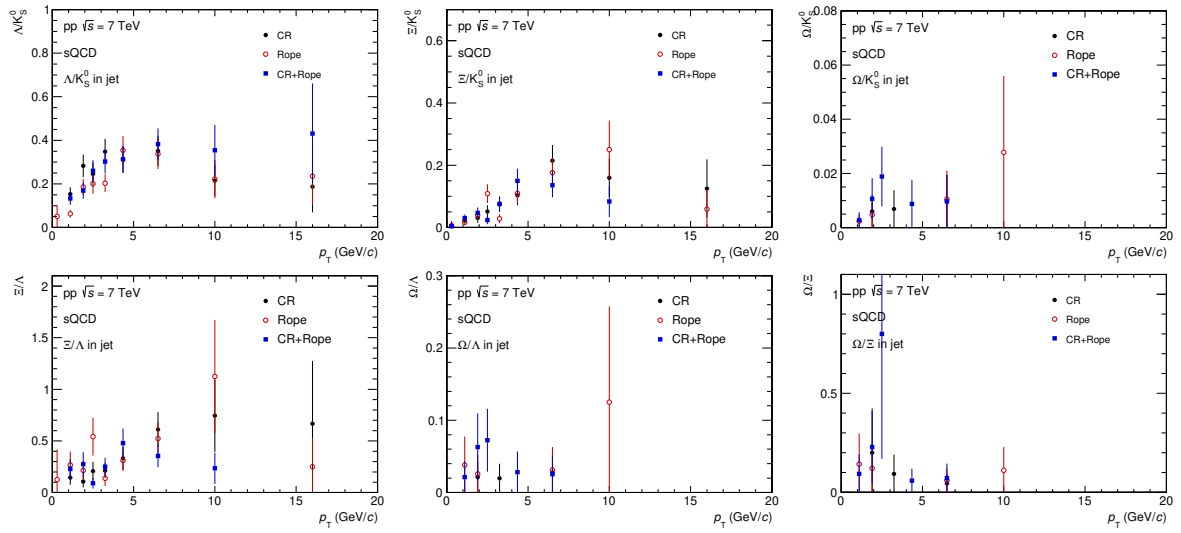 Λ/K⁰_S
1
0.8
0.6
0.4
0.2
0
0 5 10 15 20
p_T (GeV/c)
pp √s = 7 TeV
sQCD
Λ/K⁰_S in jet
CR
Rope
CR+Rope
Ξ/K⁰_S
0.6
0.4
0.2
0
0 5 10 15 20
p_T (GeV/c)
pp √s = 7 TeV
sQCD
Ξ/K⁰_S in jet
CR
Rope
CR+Rope
Ω/K⁰_S
0.08
0.06
0.04
0.02
0
0 5 10 15 20
p_T (GeV/c)
pp √s = 7 TeV
sQCD
Ω/K⁰_S in jet
CR
Rope
CR+Rope
Ξ/Λ
2
1.5
1
0.5
0
0 5 10 15 20
p_T (GeV/c)
pp √s = 7 TeV
sQCD
Ξ/Λ in jet
CR
Rope
CR+Rope
Ω/Λ
0.3
0.2
0.1
0
0 5 10 15 20
p_T (GeV/c)
pp √s = 7 TeV
sQCD
Ω/Λ in jet
CR
Rope
CR+Rope
Ω/Ξ
1
0.8
0.6
0.4
0.2
0
0 5 10 15 20
p_T (GeV/c)
pp √s = 7 TeV
sQCD
Ω/Ξ in jet
CR
Rope
CR+Rope